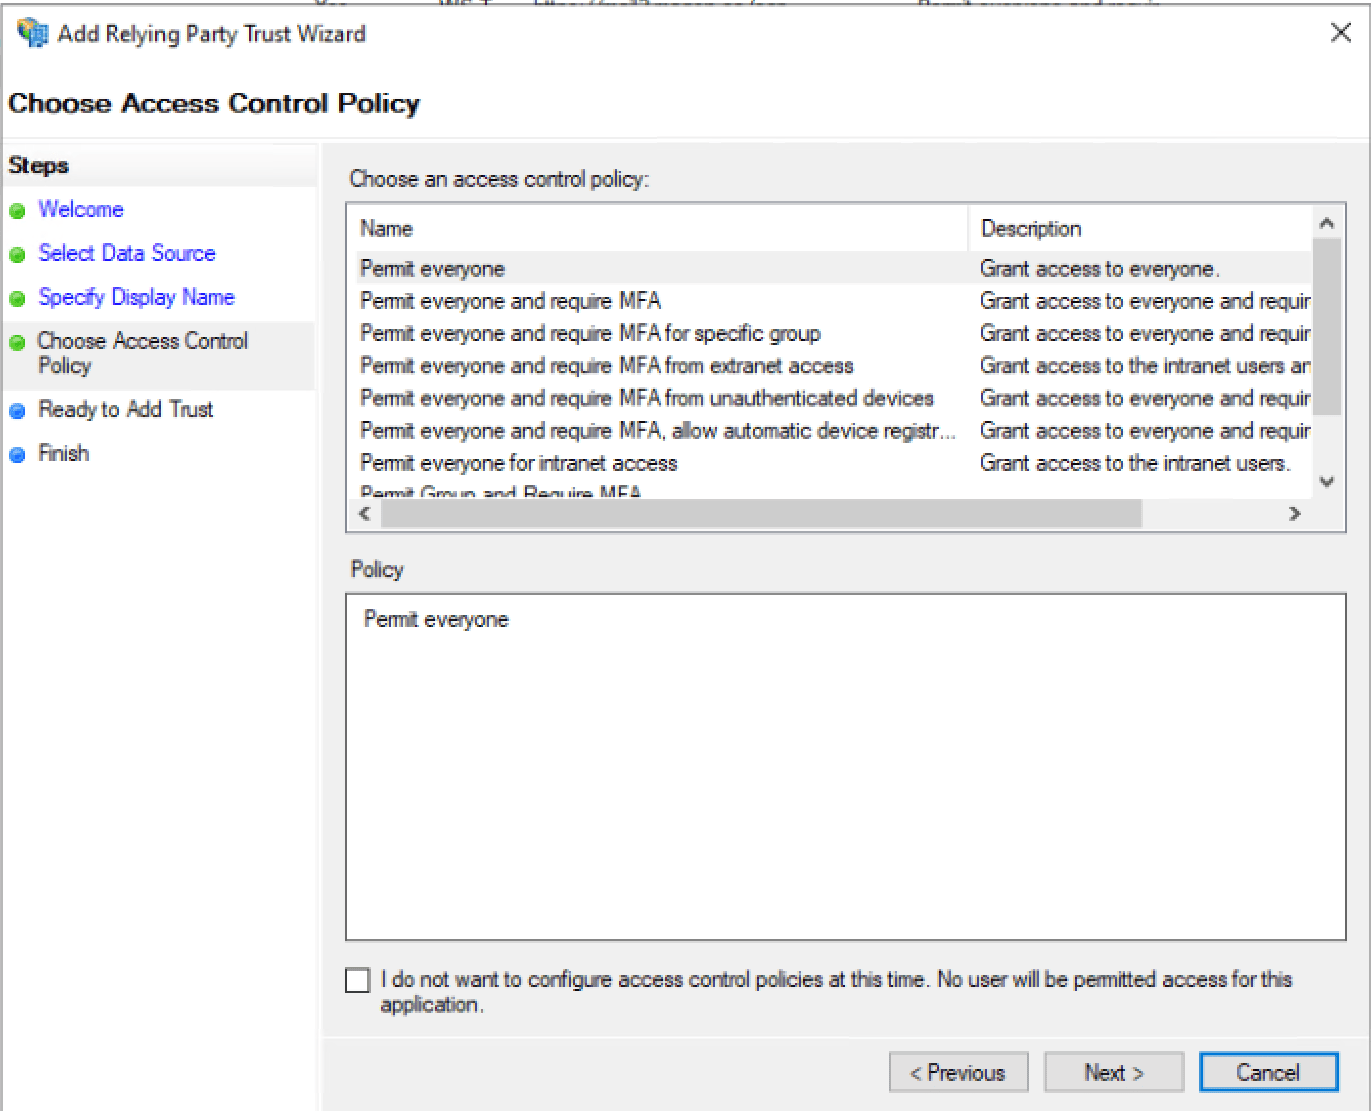 Add Relying Party Trust Wizard
Choose Access Control Policy
Steps
Welcome
Select Data Source
Specify Display Name
Choose Access Control
Policy
Ready to Add Trust
Finish
Choose an access control policy:
Name Description
Permit everyone Grant access to everyone.
Permit everyone and require MFA Grant access to everyone and requir
Permit everyone and require MFA for specific group Grant access to everyone and requir
Permit everyone and require MFA from extranet access Grant access to the intranet users an
Permit everyone and require MFA from unauthenticated devices Grant access to everyone and requir
Permit everyone and require MFA, allow automatic device registr... Grant access to everyone and requir
Permit everyone for intranet access Grant access to the intranet users.
Permit Group and Require MFA
Policy
Permit everyone
I do not want to configure access control policies at this time. No user will be permitted access for this
application.
< Previous Next > Cancel